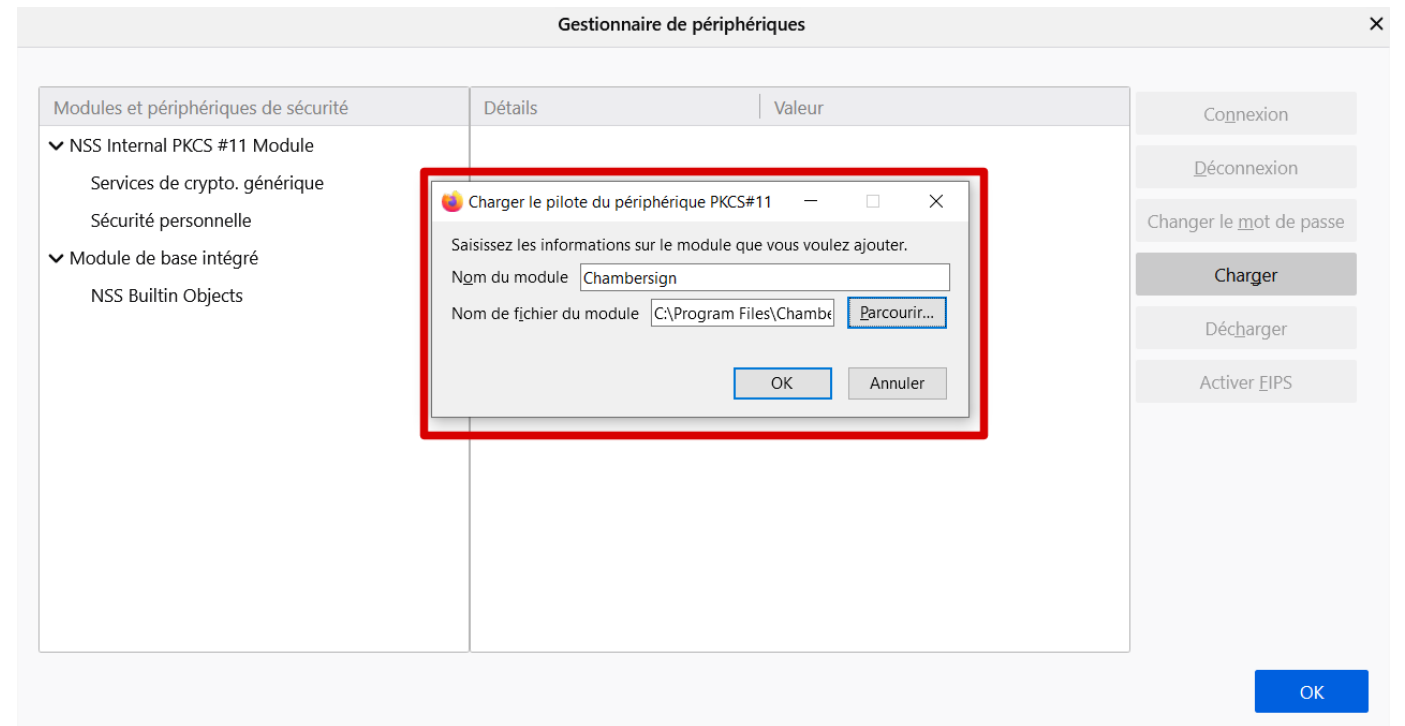 Gestionnaire de périphériques
Modules et périphériques de sécurité
Détails
Valeur
NSS Internal PKCS #11 Module
Services de crypto. générique
Sécurité personnelle
Module de base intégré
NSS Builtin Objects
Charger le pilote du périphérique PKCS#11
Saisissez les informations sur le module que vous voulez ajouter.
Nom du module Chambersign
Nom de fichier du module C:\Program Files\Chambe Parcourir...
OK Annuler
Connexion
Déconnexion
Changer le mot de passe
Charger
Décharger
Activer FIPS
OK